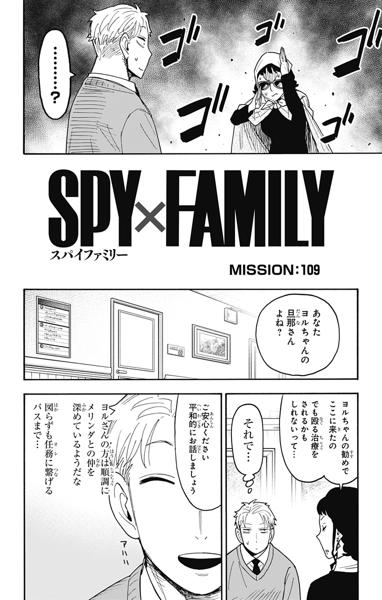 …………?
ゴゴ
ゴゴ
SPY×FAMILY
スパイファミリー
MISSION:109
あなた
ヨルちゃんの
旦那さん
よね?
ヨルちゃんの勧めで
ここに来たの
でも殴る治療を
されるかも
しれないって…
それで…
ご安心ください
平和的にお話しましょう
ヨルさんの方は順調に
メリンダとの仲を
深めているようだな
図らずも任務に繋げる
パスまで…